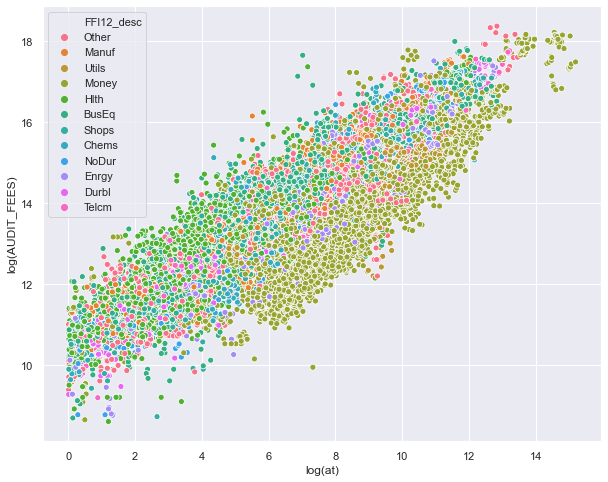 FFI12_desc
Other
Manuf
Utils
Money
Hlth
BusEq
Shops
Chems
NoDur
Enrgy
Durbl
Telcm
log(AUDIT_FEES)
18
16
14
12
10
0 2 4 6 8 10 12 14
log(at)